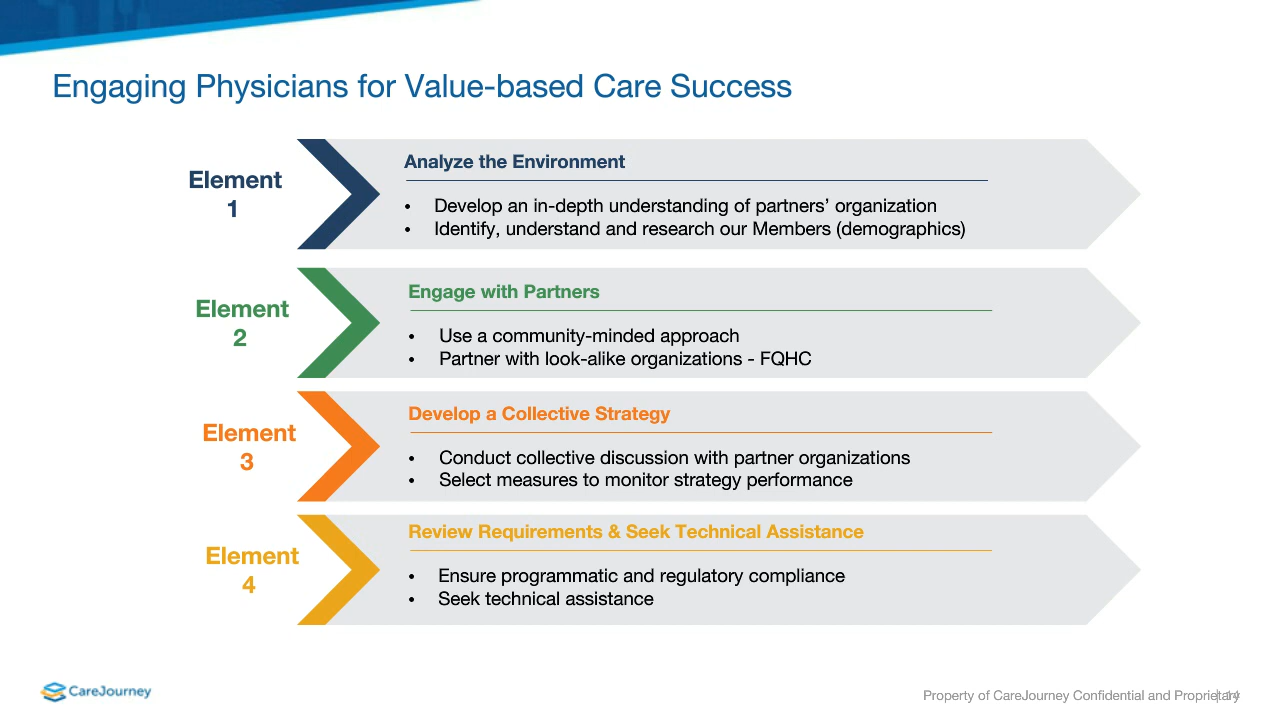 Engaging Physicians for Value-based Care Success
Element
1
Analyze the Environment
• Develop an in-depth understanding of partners’ organization
• Identify, understand and research our Members (demographics)
Element
2
Engage with Partners
• Use a community-minded approach
• Partner with look-alike organizations - FQHC
Element
3
Develop a Collective Strategy
• Conduct collective discussion with partner organizations
• Select measures to monitor strategy performance
Element
4
Review Requirements & Seek Technical Assistance
• Ensure programmatic and regulatory compliance
• Seek technical assistance
CareJourney
Property of CareJourney Confidential and Proprietary
| 14